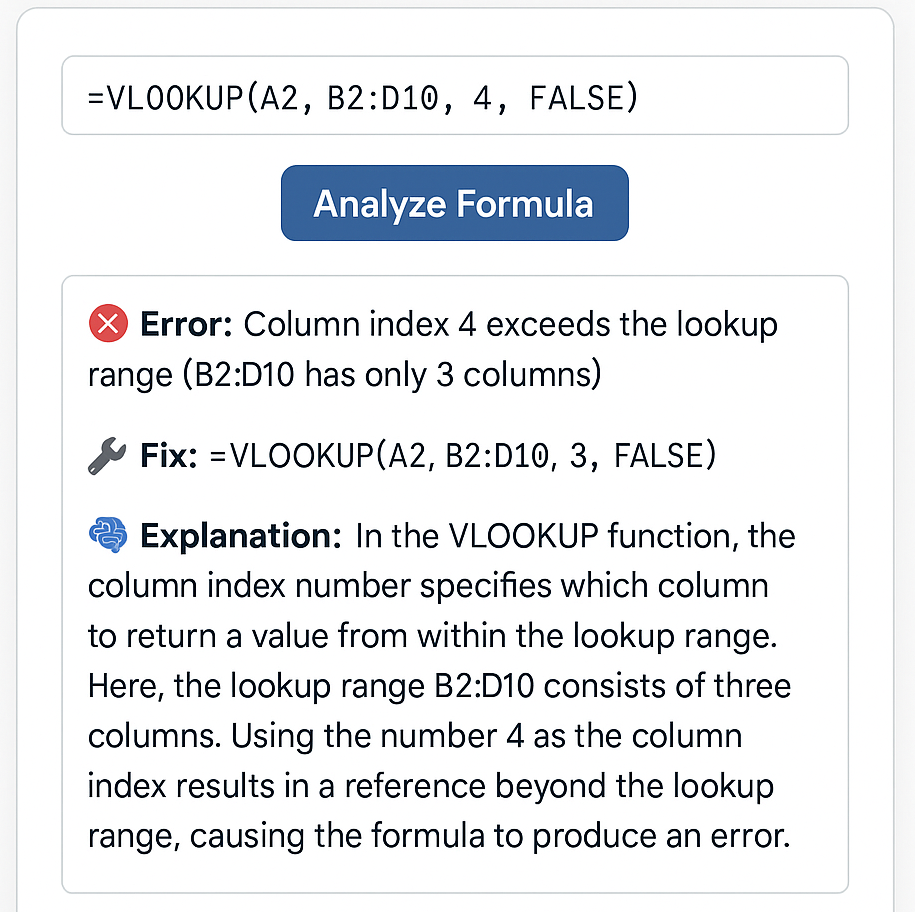 =VLOOKUP(A2, B2:D10, 4, FALSE)
Analyze Formula
❌ Error: Column index 4 exceeds the lookup
range (B2:D10 has only 3 columns)
🔧 Fix: =VLOOKUP(A2, B2:D10, 3, FALSE)
🧠 Explanation: In the VLOOKUP function, the
column index number specifies which column
to return a value from within the lookup range.
Here, the lookup range B2:D10 consists of three
columns. Using the number 4 as the column
index results in a reference beyond the lookup
range, causing the formula to produce an error.